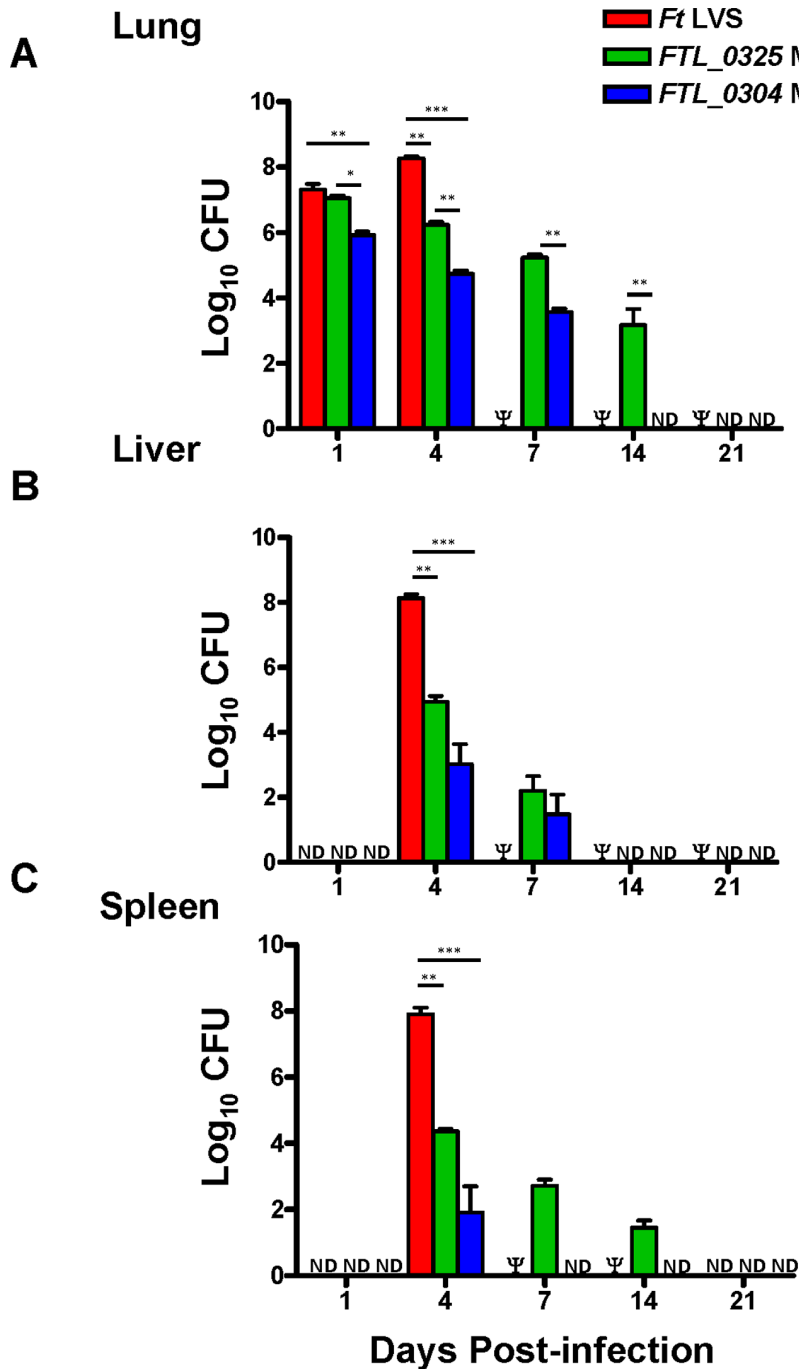 Lung
A
Ft LVS
FTL_0325 M
FTL_0304 M
Log10 CFU
10
8
6
4
2
0
** * *** ** ** ** **
Ψ Ψ ND Ψ ND ND
1 4 7 14 21
Liver
B
Log10 CFU
10
8
6
4
2
0
*** **
ND ND ND Ψ Ψ ND ND Ψ ND ND
1 4 7 14 21
C
Spleen
Log10 CFU
10
8
6
4
2
0
*** **
ND ND ND Ψ ND Ψ ND ND ND ND
1 4 7 14 21
Days Post-infection